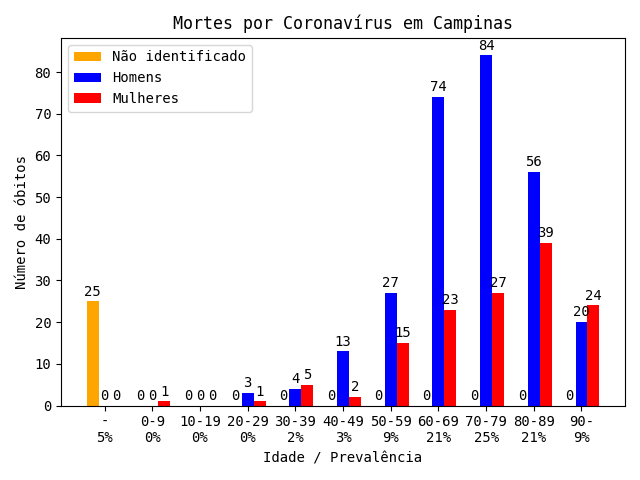 Mortes por Coronavírus em Campinas
Não identificado
Homens
Mulheres
Número de óbitos
80
70
60
50
40
30
20
10
0
25 0 0
0 0 1
0 0 0
0 3 1
0 4 5
0 13 2
0 27 15
0 74 23
0 84 27
0 56 39
0 20 24
- 0-9 10-19 20-29 30-39 40-49 50-59 60-69 70-79 80-89 90-
5% 0% 0% 0% 2% 3% 9% 21% 25% 21% 9%
Idade / Prevalência